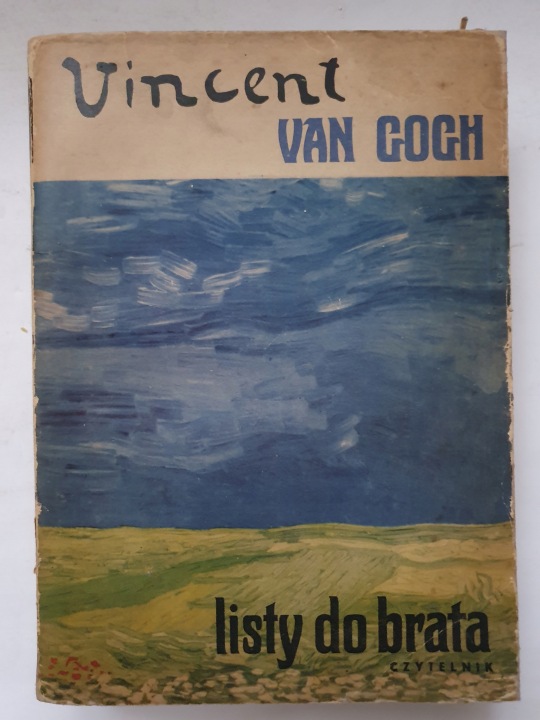 Vincent
VAN GOGH
listy do brata
CZYTELNIK